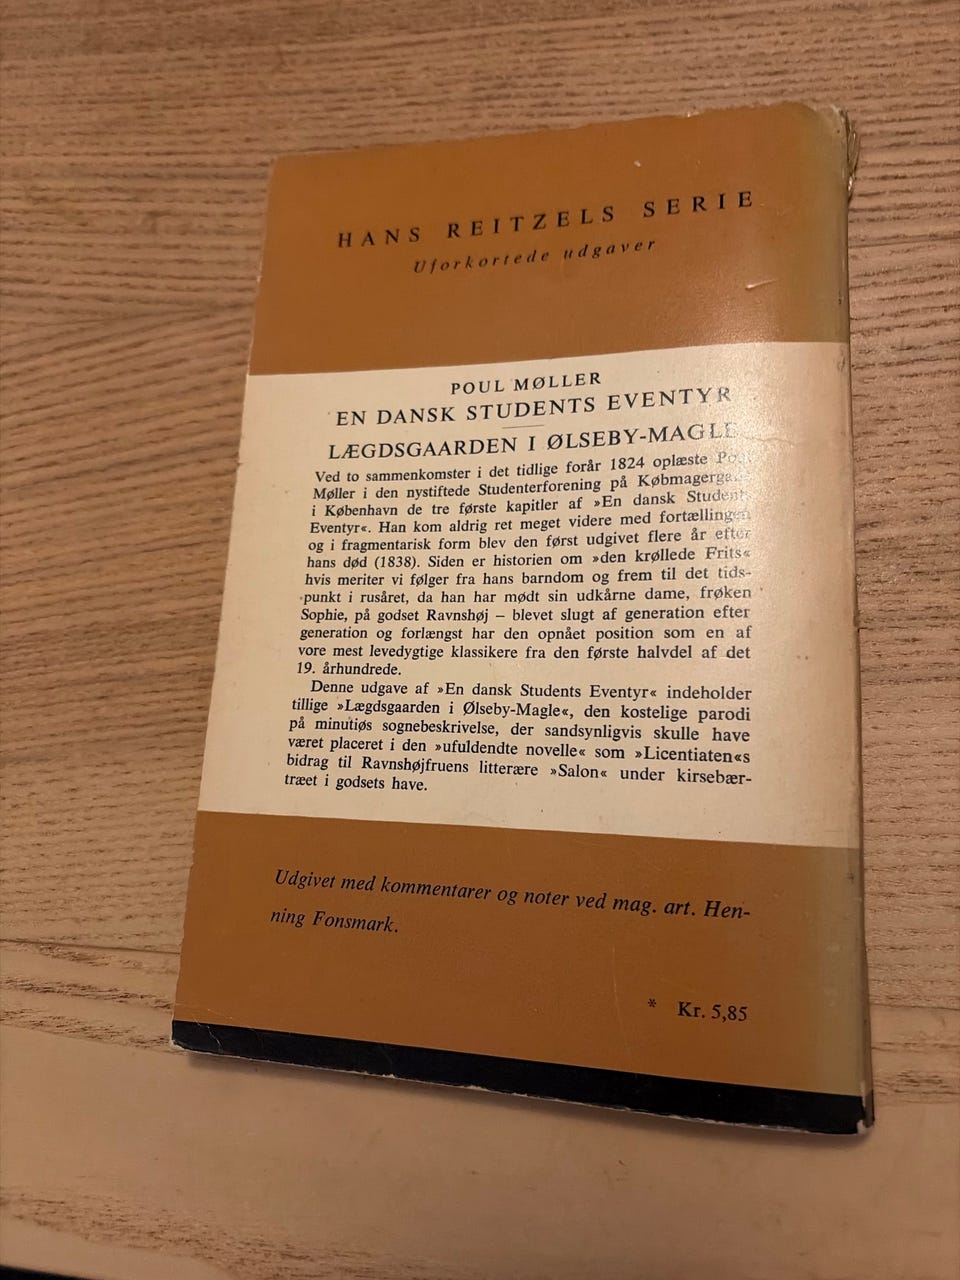 HANS REITZELS SERIE
Uforkortede udgaver
POUL MØLLER
EN DANSK STUDENTS EVENTYR
LÆGDSGAARDEN I ØLSEBY-MAGLE
Ved to sammenkomster i det tidlige forår 1824 oplæste Poul
Møller i den nystiftede Studenterforening på Købmagergade
i København de tre første kapitler af »En dansk Students
Eventyr«. Han kom aldrig ret meget videre med fortællingen
og i fragmentarisk form blev den først udgivet flere år efter
hans død (1838). Siden er historien om »den krøllede Frits«
hvis meriter vi følger fra hans barndom og frem til det tids-
punkt i rusåret, da han har mødt sin udkårne dame, frøken
Sophie, på godset Ravnshøj – blevet slugt af generation efter
generation og forlængst har den opnået position som en af
vore mest levedygtige klassikere fra den første halvdel af det
19. århundrede.
Denne udgave af »En dansk Students Eventyr« indeholder
tillige »Lægdsgaarden i Ølseby-Magle«, den kostelige parodi
på minutiøs sognebeskrivelse, der sandsynligvis skulle have
været placeret i den »ufuldendte novelle« som »Licentiaten«s
bidrag til Ravnshøjfruens litterære »Salon« under kirsebær-
træet i godsets have.
Udgivet med kommentarer og noter ved mag. art. Hen-
ning Fonsmark.
* Kr. 5,85